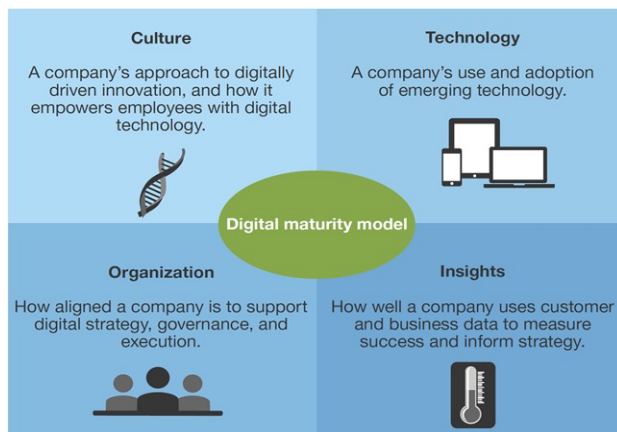 Culture
A company's approach to digitally
driven innovation, and how it
empowers employees with digital
technology.
Technology
A company's use and adoption
of emerging technology.
Digital maturity model
Organization
How aligned a company is to support
digital strategy, governance, and
execution.
Insights
How well a company uses customer
and business data to measure
success and inform strategy.